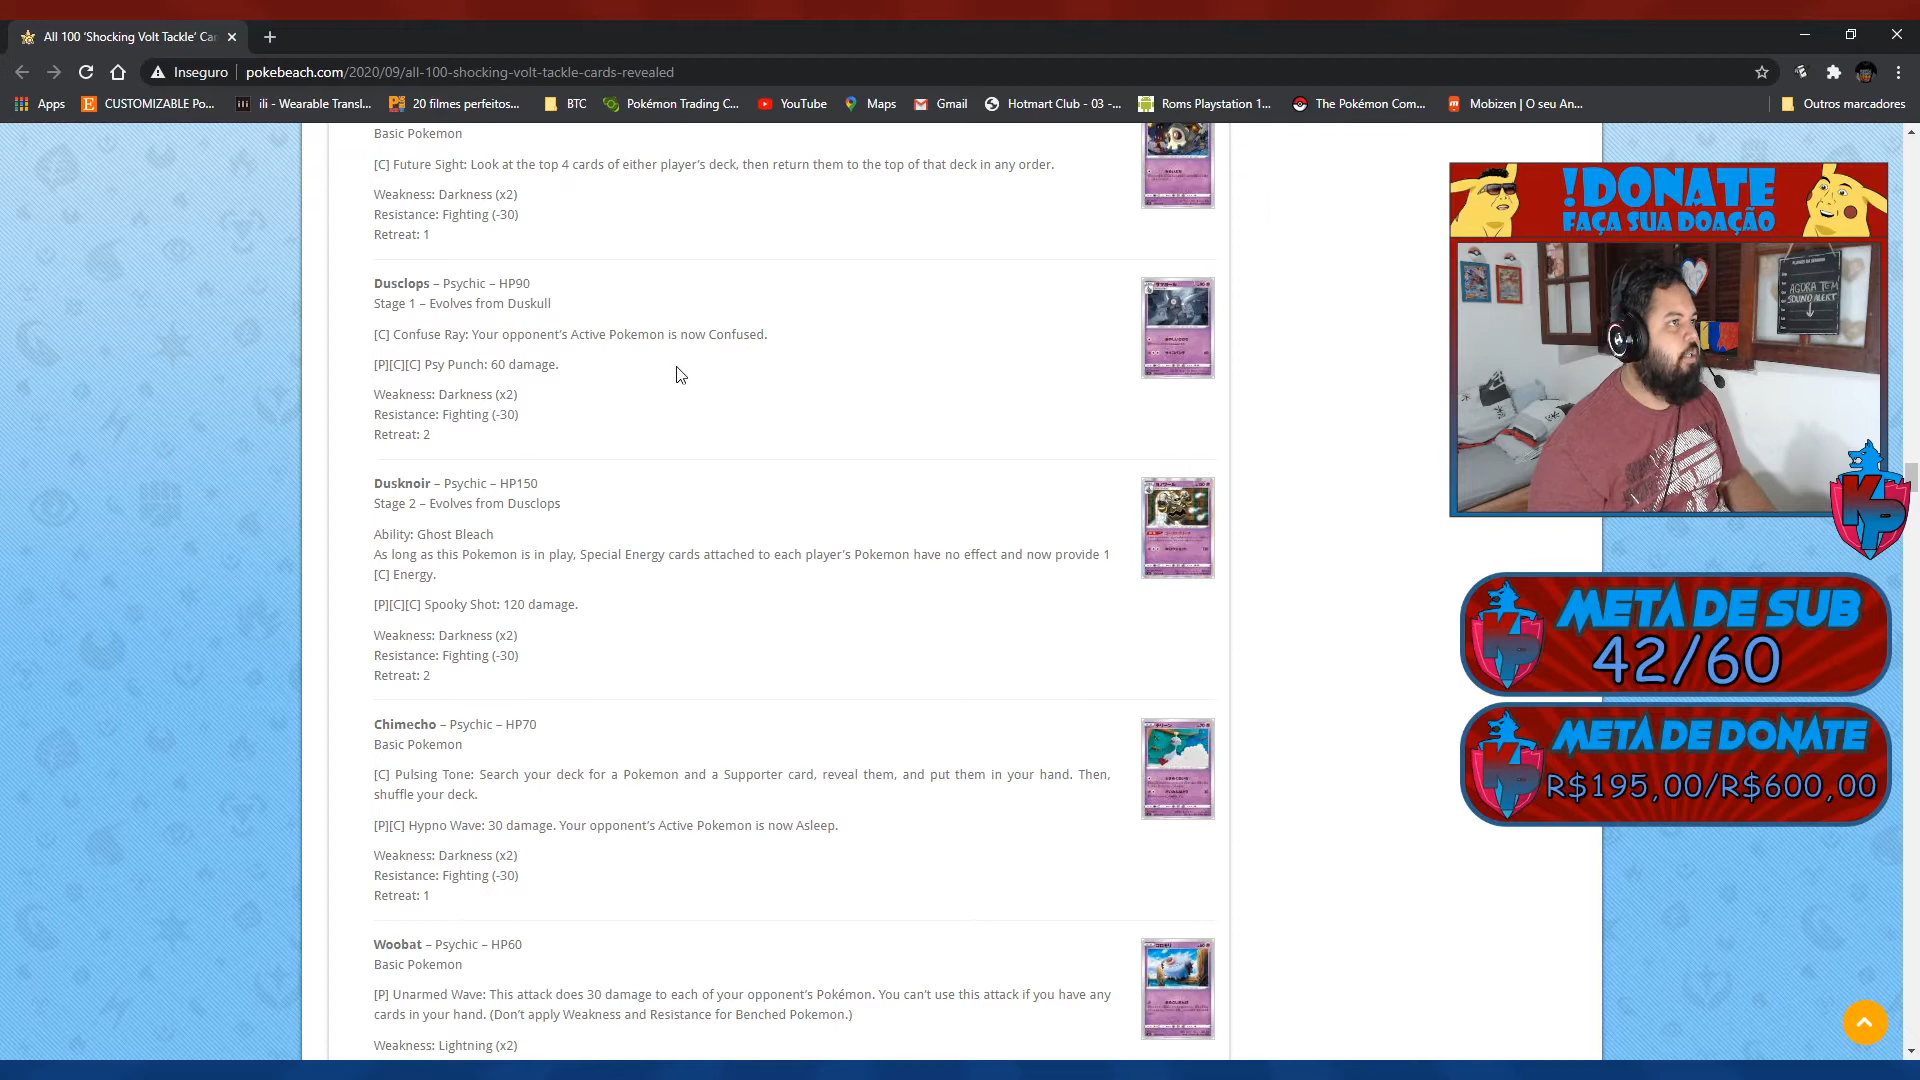 All 100 'Shocking Volt Tackle' Car
Inseguro
pokebeach.com/2020/09/all-100-shocking-volt-tackle-cards-revealed
Apps
CUSTOMIZABLE Po...
ili - Wearable Transl...
20 filmes perfeitos...
BTC
Pokémon Trading C...
YouTube
Maps
Gmail
Hotmart Club - 03 -...
Roms Playstation 1...
The Pokémon Com...
Mobizen | O seu An...
Outros marcadores
Basic Pokemon
[C] Future Sight: Look at the top 4 cards of either player's deck, then return them to the top of that deck in any order.
Weakness: Darkness (x2)
Resistance: Fighting (-30)
Retreat: 1
Dusclops – Psychic – HP90
Stage 1 – Evolves from Duskull
[C] Confuse Ray: Your opponent's Active Pokemon is now Confused.
[P][C][C] Psy Punch: 60 damage.
Weakness: Darkness (x2)
Resistance: Fighting (-30)
Retreat: 2
Dusknoir – Psychic – HP150
Stage 2 – Evolves from Dusclops
Ability: Ghost Bleach
As long as this Pokemon is in play, Special Energy cards attached to each player's Pokemon have no effect and now provide 1
[C] Energy.
[P][C][C] Spooky Shot: 120 damage.
Weakness: Darkness (x2)
Resistance: Fighting (-30)
Retreat: 2
Chimecho – Psychic – HP70
Basic Pokemon
[C] Pulsing Tone: Search your deck for a Pokemon and a Supporter card, reveal them, and put them in your hand. Then,
shuffle your deck.
[P][C] Hypno Wave: 30 damage. Your opponent's Active Pokemon is now Asleep.
Weakness: Darkness (x2)
Resistance: Fighting (-30)
Retreat: 1
Woobat – Psychic – HP60
Basic Pokemon
[P] Unarmed Wave: This attack does 30 damage to each of your opponent's Pokémon. You can't use this attack if you have any
cards in your hand. (Don't apply Weakness and Resistance for Benched Pokemon.)
Weakness: Lightning (x2)
!DONATE
FAÇA SUA DOAÇÃO
AGORA TEM
SOUND ALERT
KP
META DE SUB
42/60
META DE DONATE
R$195,00/R$600,00